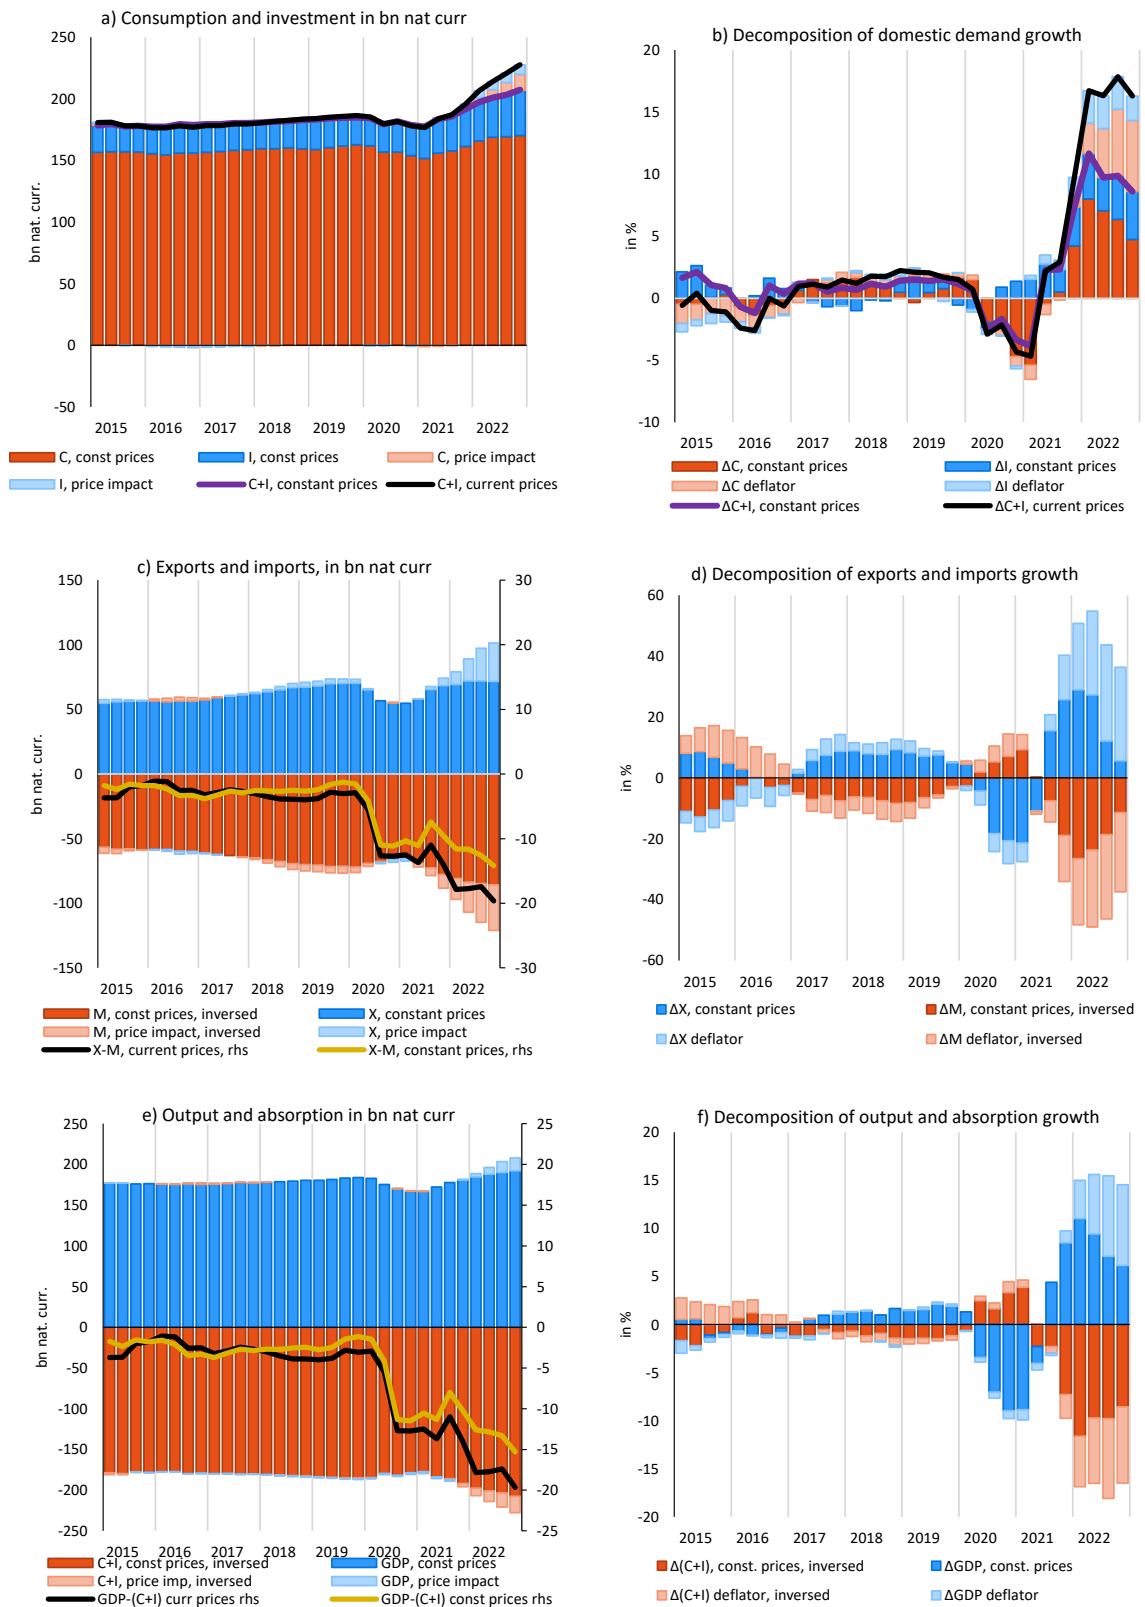 a) Consumption and investment in bn nat curr
250
200
150
100
50
0
-50
bn nat. curr.
2015 2016 2017 2018 2019 2020 2021 2022
C, const prices I, const prices C, price impact
I, price impact C+I, constant prices C+I, current prices
b) Decomposition of domestic demand growth
20
15
10
5
0
-5
-10
in %
2015 2016 2017 2018 2019 2020 2021 2022
ΔC, constant prices ΔI, constant prices
ΔC deflator ΔI deflator
ΔC+I, constant prices ΔC+I, current prices
c) Exports and imports, in bn nat curr
150 30
100 20
50 10
0 0
-50 -10
-100 -20
-150 -30
bn nat. curr.
2015 2016 2017 2018 2019 2020 2021 2022
M, const prices, inversed X, constant prices
M, price impact, inversed X, price impact
X-M, current prices, rhs X-M, constant prices, rhs
d) Decomposition of exports and imports growth
60
40
20
0
-20
-40
-60
in %
2015 2016 2017 2018 2019 2020 2021 2022
ΔX, constant prices ΔM, constant prices, inversed
ΔX deflator ΔM deflator, inversed
e) Output and absorption in bn nat curr
250 25
200 20
150 15
100 10
50 5
0 0
-50 -5
-100 -10
-150 -15
-200 -20
-250 -25
bn nat. curr.
2015 2016 2017 2018 2019 2020 2021 2022
C+I, const prices, inversed GDP, const prices
C+I, price imp, inversed GDP, price impact
GDP-(C+I) curr prices rhs GDP-(C+I) const prices rhs
f) Decomposition of output and absorption growth
20
15
10
5
0
-5
-10
-15
-20
in %
2015 2016 2017 2018 2019 2020 2021 2022
Δ(C+I), const. prices, inversed ΔGDP, const. prices
Δ(C+I) deflator, inversed ΔGDP deflator